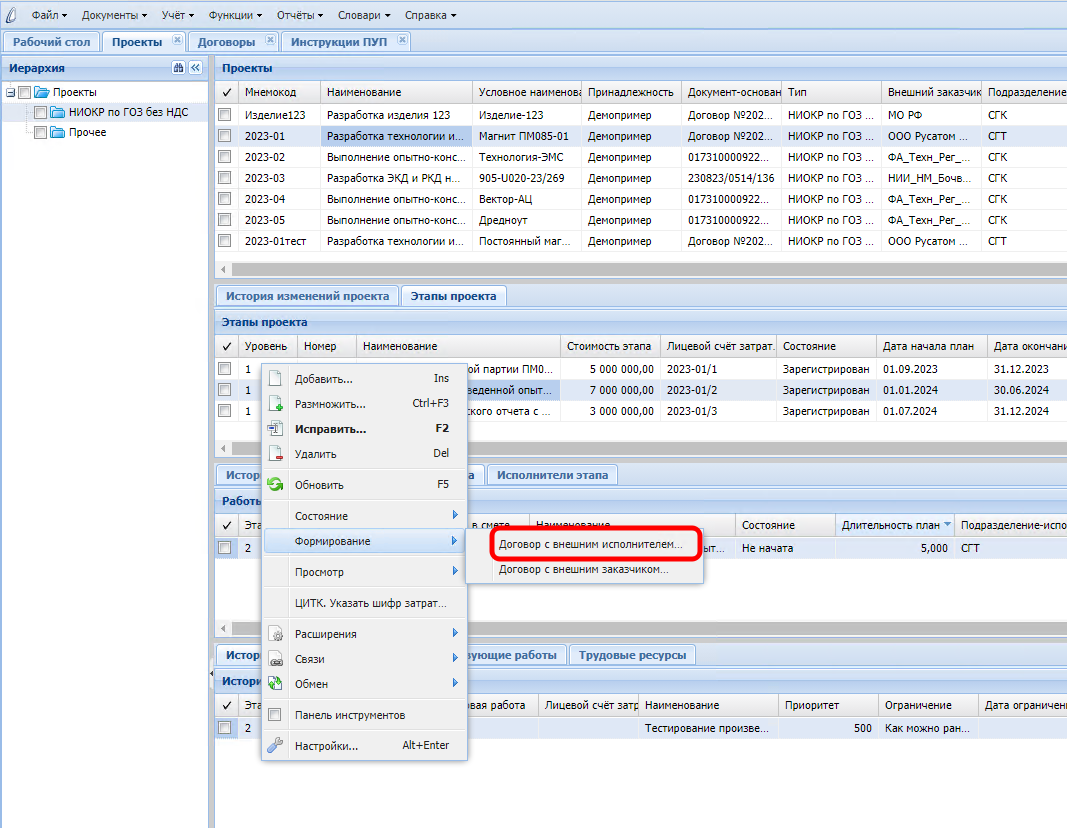 Файл Документы Учёт Функции Отчёты Словари Справка
Рабочий стол Проекты Договоры Инструкции ПУП
Иерархия
Проекты
НИОКР по ГОЗ без НДС
Прочее
Проекты
Мнемокод Наименование Условное наименова Принадлежность Документ-основан Тип Внешний заказчик Подразделение
Изделие123 Разработка изделия 123 Изделие-123 Демопример Договор №202... НИОКР по ГОЗ ... МО РФ СГК
2023-01 Разработка технологии и... Магнит ПМ085-01 Демопример Договор №202... НИОКР по ГОЗ ... ООО Русатом ... СГТ
2023-02 Выполнение опытно-конс... Технология-ЭМС Демопример 017310000922... НИОКР по ГОЗ ... ФА_Техн_Рег_... СГК
2023-03 Разработка ЭКД и РКД н... 905-U020-23/269 Демопример 230823/0514/136 НИОКР по ГОЗ ... НИИ_НМ_Бочв... СГК
2023-04 Выполнение опытно-конс... Вектор-АЦ Демопример 017310000922... НИОКР по ГОЗ ... ФА_Техн_Рег_... СГК
2023-05 Выполнение опытно-конс... Дредноут Демопример 017310000922... НИОКР по ГОЗ ... ФА_Техн_Рег_... СГК
2023-01тест Разработка технологии и... Постоянный маг... Демопример Договор №202... НИОКР по ГОЗ ... ООО Русатом ... СГТ
История изменений проекта Этапы проекта
Этапы проекта
Уровень Номер Наименование Стоимость этапа Лицевой счёт затрат. Состояние Дата начала план Дата окончани
1 ой партии ПМ0... 5 000 000,00 2023-01/1 Зарегистрирован 01.09.2023 31.12.2023
1 веденной опыт... 7 000 000,00 2023-01/2 Зарегистрирован 01.01.2024 30.06.2024
1 ского отчета с ... 3 000 000,00 2023-01/3 Зарегистрирован 01.07.2024 31.12.2024
Добавить... Ins
Размножить... Ctrl+F3
Исправить... F2
Удалить Del
Обновить F5
Состояние
Формирование
Просмотр
ЦИТК. Указать шифр затрат...
Расширения
Связи
Обмен
Панель инструментов
Настройки... Alt+Enter
Договор с внешним исполнителем...
Договор с внешним заказчиком...
Истор а Исполнители этапа
Работы
Эта в смете Наименование Состояние Длительность план Подразделение-испо
2 ыт... Не начата 5,000 СГТ
Истор вующие работы Трудовые ресурсы
Истори
Эта овая работа Лицевой счёт затр Наименование Приоритет Ограничение Дата ограничен
2 Тестирование произве... 500 Как можно ран...